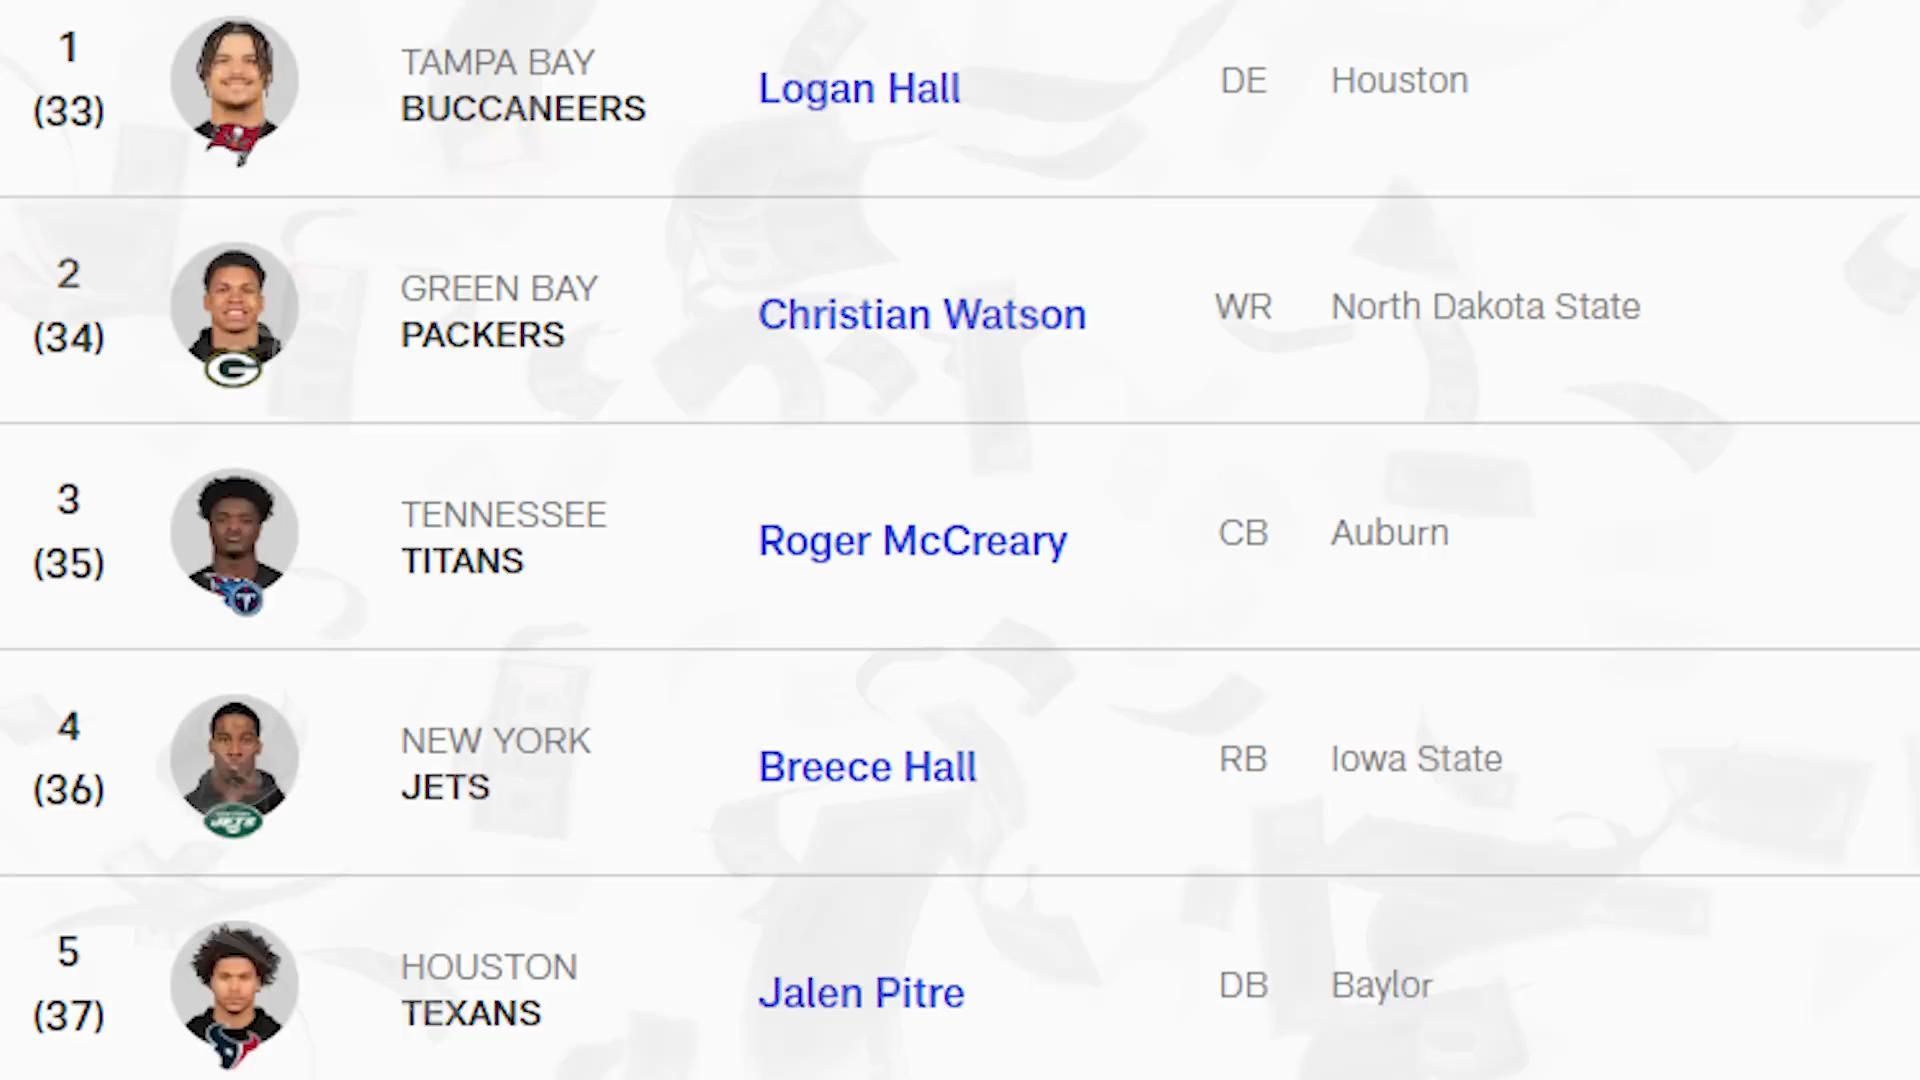 1
(33)
TAMPA BAY
BUCCANEERS
Logan Hall
DE
Houston
2
(34)
GREEN BAY
PACKERS
Christian Watson
WR
North Dakota State
3
(35)
TENNESSEE
TITANS
Roger McCreary
CB
Auburn
4
(36)
NEW YORK
JETS
Breece Hall
RB
Iowa State
5
(37)
HOUSTON
TEXANS
Jalen Pitre
DB
Baylor